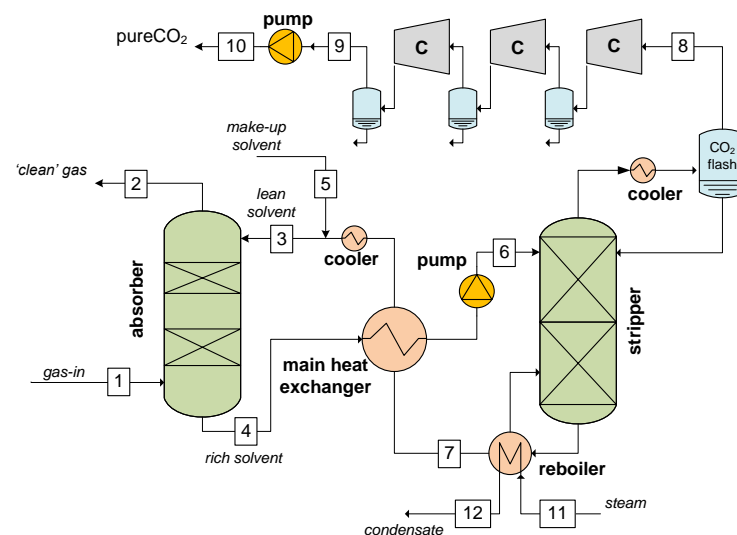 pump
pureCO₂
10
9
C
C
C
8
make-up
solvent
CO₂
flash
'clean' gas
2
5
lean
solvent
3
cooler
cooler
pump
6
absorber
stripper
main heat
exchanger
gas-in
1
4
rich solvent
7
reboiler
12
11
steam
condensate